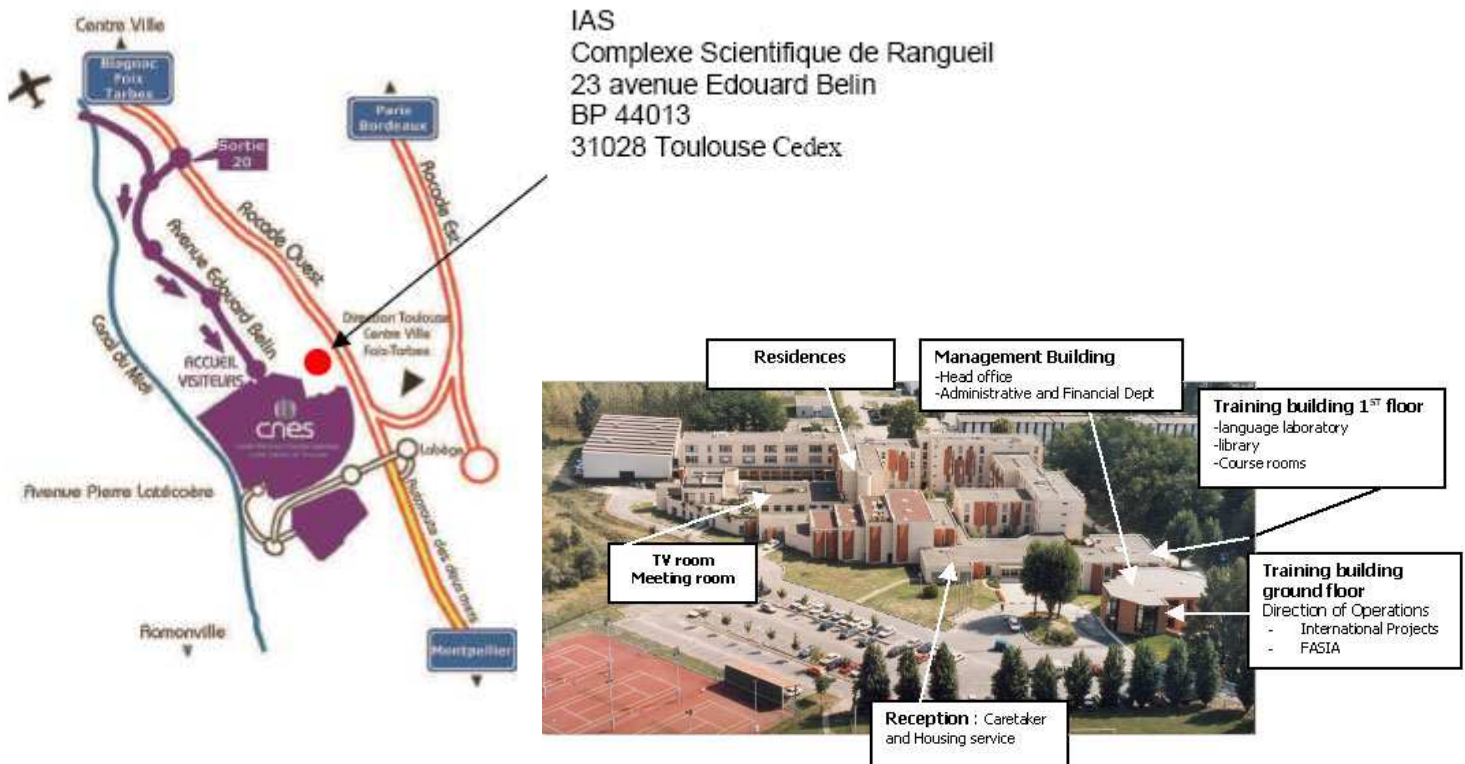 IAS
Complexe Scientifique de Rangueil
23 avenue Edouard Belin
BP 44013
31028 Toulouse Cedex
Centre Ville
Blagnac
Foix
Tarbes
Paris
Bordeaux
Sortie
20
Rocade Est
Rocade Ouest
Avenue Edouard Belin
Canal du Midi
Direction Toulouse
Centre Ville
Foix-Tarbes
ACCUEIL
VISITEURS
cnes
Labège
Avenue Pierre Latécoère
Autoroute des deux mers
Ramonville
Montpellier
Residences
Management Building
-Head office
-Administrative and Financial Dept
Training building 1ST floor
-language laboratory
-library
-Course rooms
TV room
Meeting room
Training building
ground floor
Direction of Operations
- International Projects
- FASIA
Reception : Caretaker
and Housing service